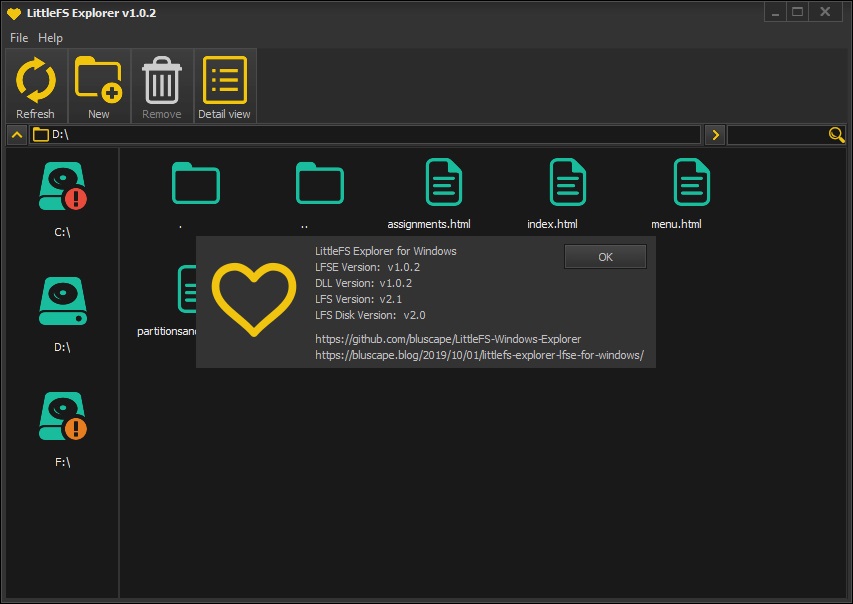 LittleFS Explorer v1.0.2
File Help
Refresh New Remove Detail view
D:\
C:\
. .. assignments.html index.html menu.html
LittleFS Explorer for Windows
OK
LFSE Version: v1.0.2
DLL Version: v1.0.2
LFS Version: v2.1
LFS Disk Version: v2.0
https://github.com/bluscape/LittleFS-Windows-Explorer
https://bluscape.blog/2019/10/01/littlefs-explorer-lfse-for-windows/
D:\
F:\